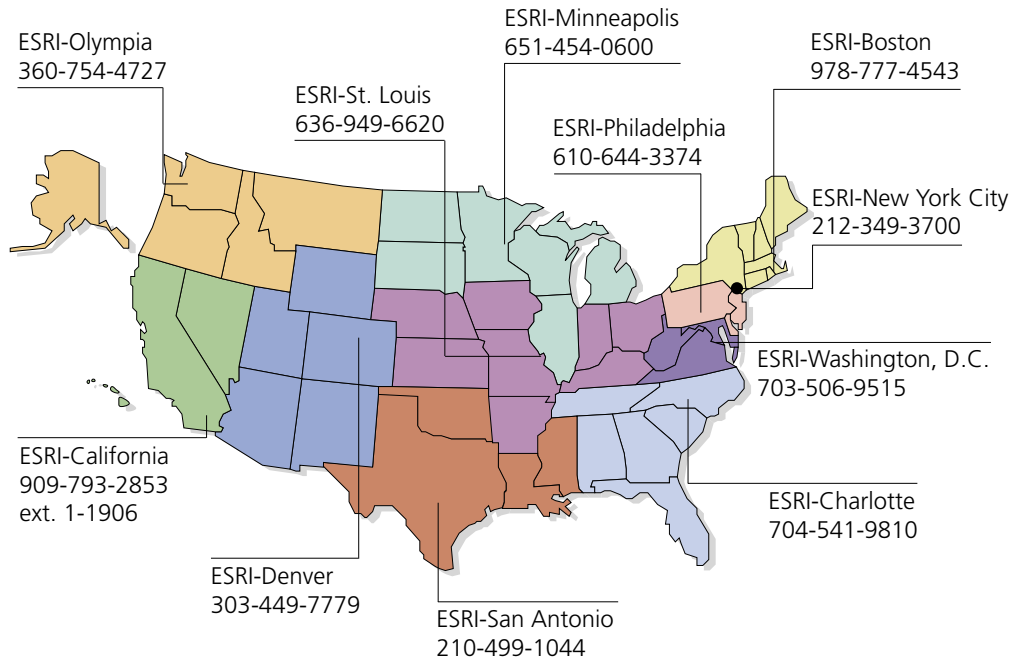 ESRI-Olympia
360-754-4727
ESRI-Minneapolis
651-454-0600
ESRI-Boston
978-777-4543
ESRI-St. Louis
636-949-6620
ESRI-Philadelphia
610-644-3374
ESRI-New York City
212-349-3700
ESRI-Washington, D.C.
703-506-9515
ESRI-California
909-793-2853
ext. 1-1906
ESRI-Charlotte
704-541-9810
ESRI-Denver
303-449-7779
ESRI-San Antonio
210-499-1044